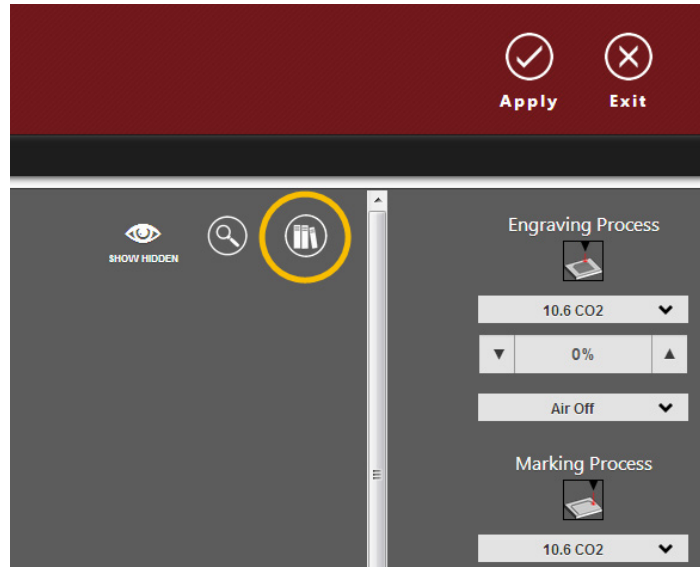 Apply Exit
SHOW HIDDEN
Engraving Process
10.6 CO2
0%
Air Off
Marking Process
10.6 CO2